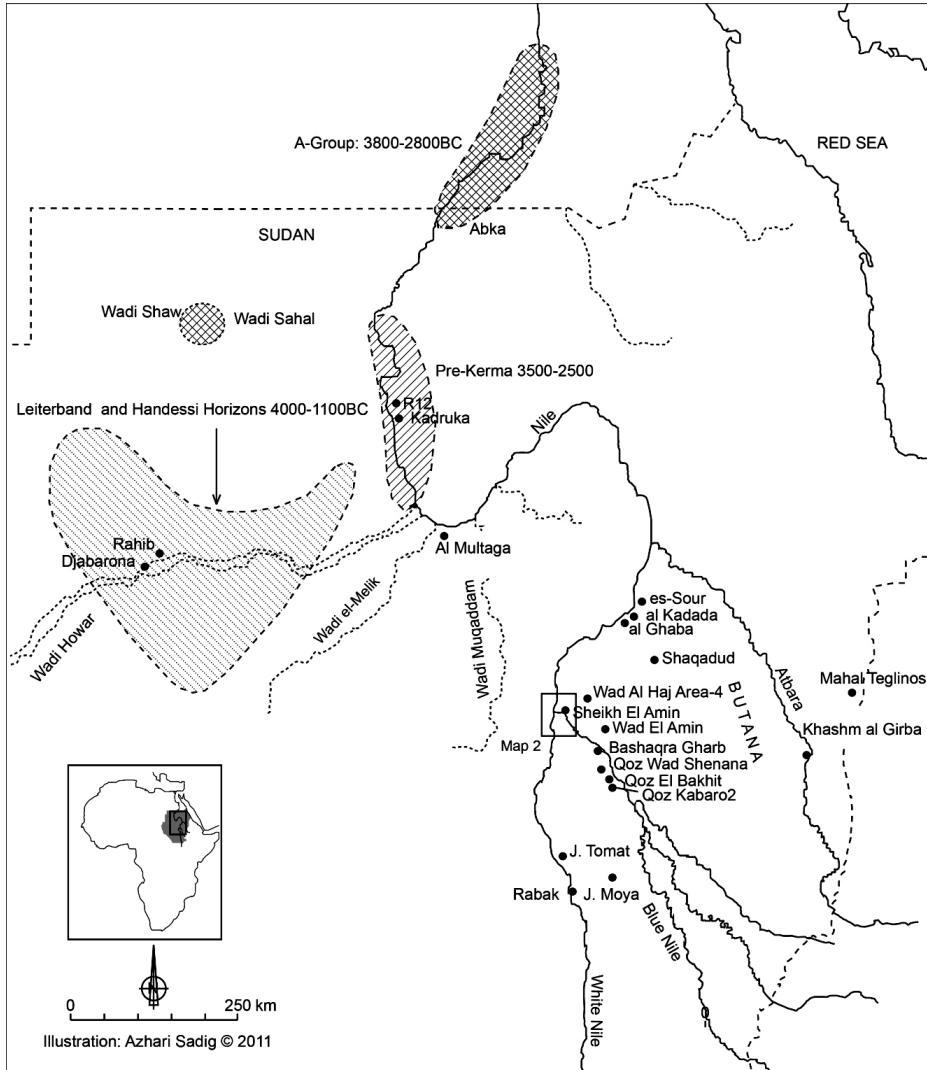 A-Group: 3800-2800BC
RED SEA
Abka
SUDAN
Wadi Shaw
Wadi Sahal
Pre-Kerma 3500-2500
Leiterband and Handessi Horizons 4000-1100BC
R12
Kadruka
Nile
Rahib
Djabarona
Al Multaga
Wadi Howar
Wadi el-Melik
Wadi Muqaddam
es-Sour
al Kadada
al Ghaba
Shaqadud
Atbara
Mahal Teglinos
BUTANA
Wad Al Haj Area-4
Sheikh El Amin
Khashm al Girba
Wad El Amin
Map 2
Bashaqra Gharb
Qoz Wad Shenana
Qoz El Bakhit
Qoz Kabaro2
J. Tomat
Rabak
J. Moya
Blue Nile
White Nile
0 250 km
Illustration: Azhari Sadig © 2011